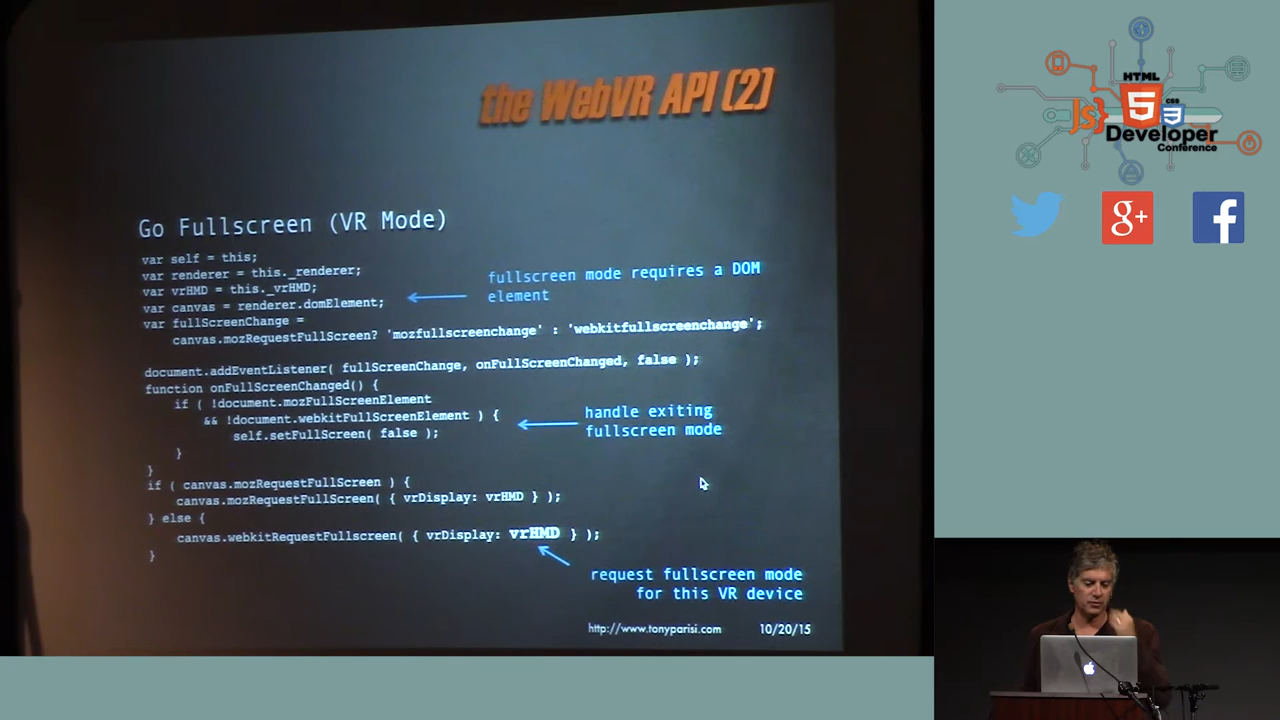 the WebVR API (2)
Go Fullscreen (VR Mode)
var self = this;
var renderer = this._renderer;
var vrHMD = this._vrHMD;
var canvas = renderer.domElement;
var fullScreenChange =
canvas.mozRequestFullScreen? 'mozfullscreenchange' : 'webkitfullscreenchange';
fullscreen mode requires a DOM
element
document.addEventListener( fullScreenChange, onFullScreenChanged, false );
function onFullScreenChanged() {
if ( !document.mozFullScreenElement
&& !document.webkitFullScreenElement ) {
self.setFullScreen( false );
}
}
handle exiting
fullscreen mode
if ( canvas.mozRequestFullScreen ) {
canvas.mozRequestFullScreen( { vrDisplay: vrHMD } );
} else {
canvas.webkitRequestFullscreen( { vrDisplay: vrHMD } );
}
request fullscreen mode
for this VR device
http://www.tonyparisi.com 10/20/15
HTML
5
JS}
CSS
3
Developer
Conference
g+
f